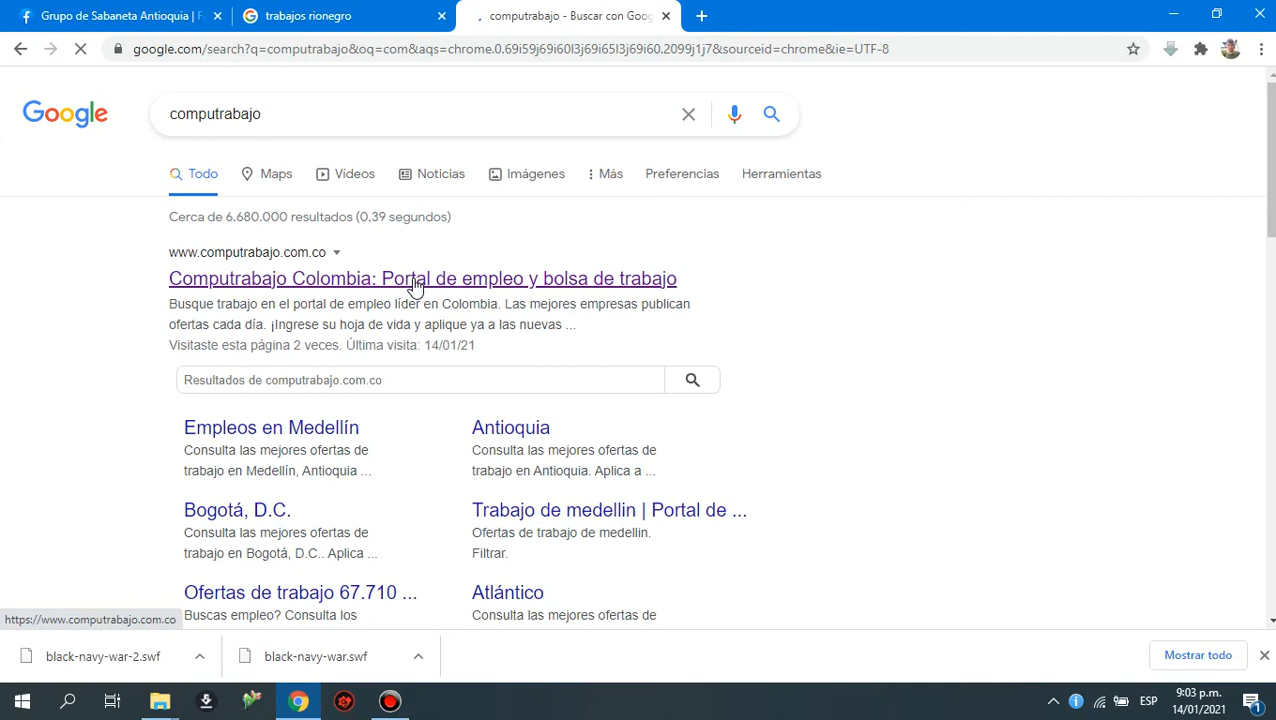 Grupo de Sabaneta Antioquia | F
trabajos rionegro
computrabajo - Buscar con Goog
google.com/search?q=computrabajo&oq=com&aqs=chrome.0.69i59j69i60l3j69i65l3j69i60.2099j1j7&sourceid=chrome&ie=UTF-8
Google
computrabajo
Todo
Maps
Vídeos
Noticias
Imágenes
Más
Preferencias
Herramientas
Cerca de 6.680.000 resultados (0,39 segundos)
www.computrabajo.com.co
Computrabajo Colombia: Portal de empleo y bolsa de trabajo
Busque trabajo en el portal de empleo líder en Colombia. Las mejores empresas publican
ofertas cada día. ¡Ingrese su hoja de vida y aplique ya a las nuevas ...
Visitaste esta página 2 veces. Última visita: 14/01/21
Resultados de computrabajo.com.co
Empleos en Medellín
Consulta las mejores ofertas de
trabajo en Medellín, Antioquia ...
Antioquia
Consulta las mejores ofertas de
trabajo en Antioquia. Aplica a ...
Bogotá, D.C.
Consulta las mejores ofertas de
trabajo en Bogotá, D.C.. Aplica ...
Trabajo de medellin | Portal de ...
Ofertas de trabajo de medellin.
Filtrar.
Ofertas de trabajo 67.710 ...
Buscas empleo? Consulta los
Atlántico
Consulta las mejores ofertas de
https://www.computrabajo.com.co
black-navy-war-2.swf
black-navy-war.swf
Mostrar todo
ESP
9:03 p.m.
14/01/2021
1